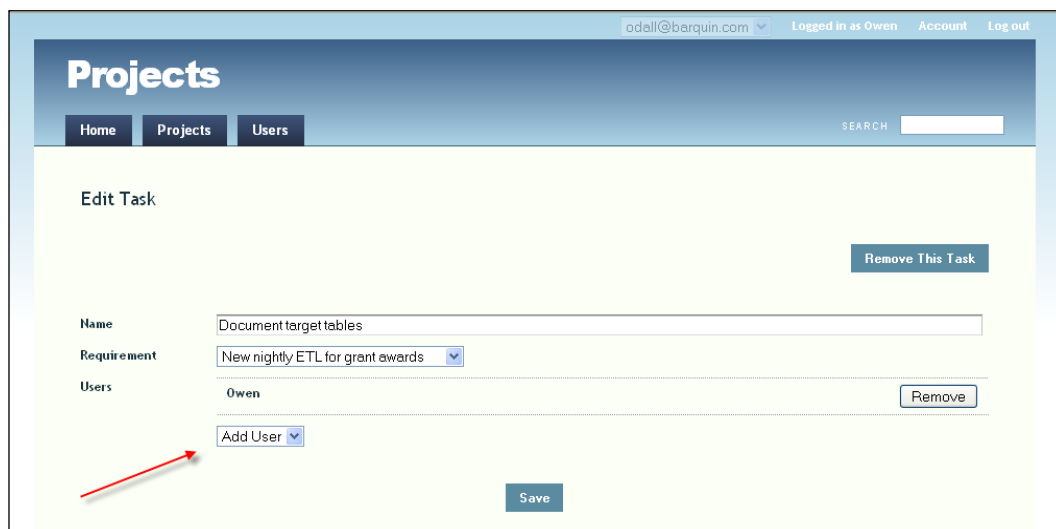 odall@barquin.com Logged in as Owen Account Log out
Projects
Home Projects Users SEARCH
Edit Task
Remove This Task
Name Document target tables
Requirement New nightly ETL for grant awards
Users Owen Remove
Add User
Save